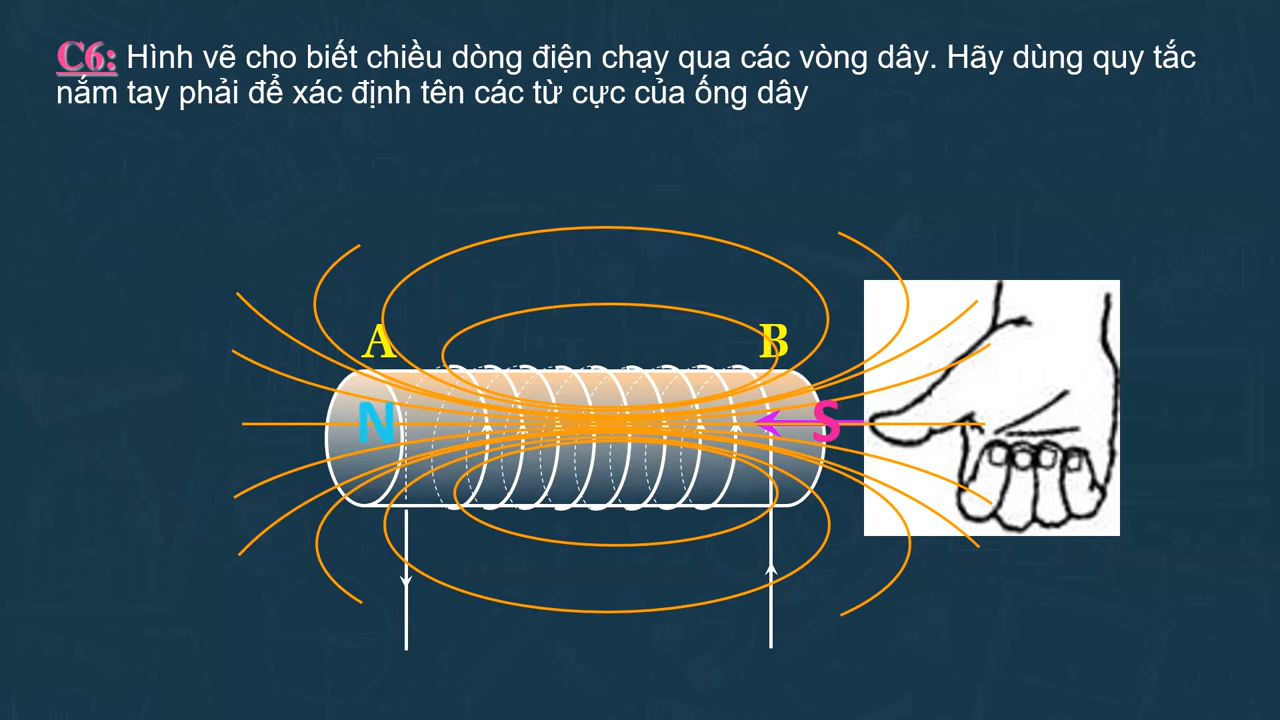 C6: Hình vẽ cho biết chiều dòng điện chạy qua các vòng dây. Hãy dùng quy tắc
nắm tay phải để xác định tên các từ cực của ống dây
A
B
N
S